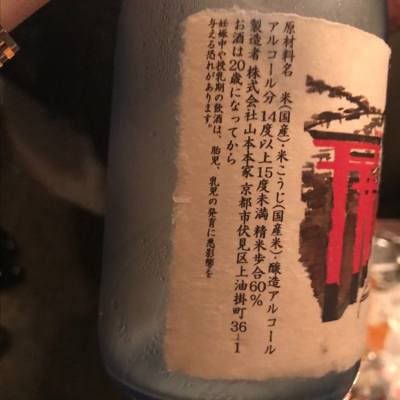 原材料名 米(国産)・米こうじ(国産米)・醸造アルコール
アルコール分 14度以上15度未満 精米歩合60%
製造者 株式会社山本本家 京都市伏見区上油掛町36-1
お酒は20歳になってから
妊娠中や授乳期の飲酒は、胎児、乳児の発育に悪影響を
与える恐れがあります。